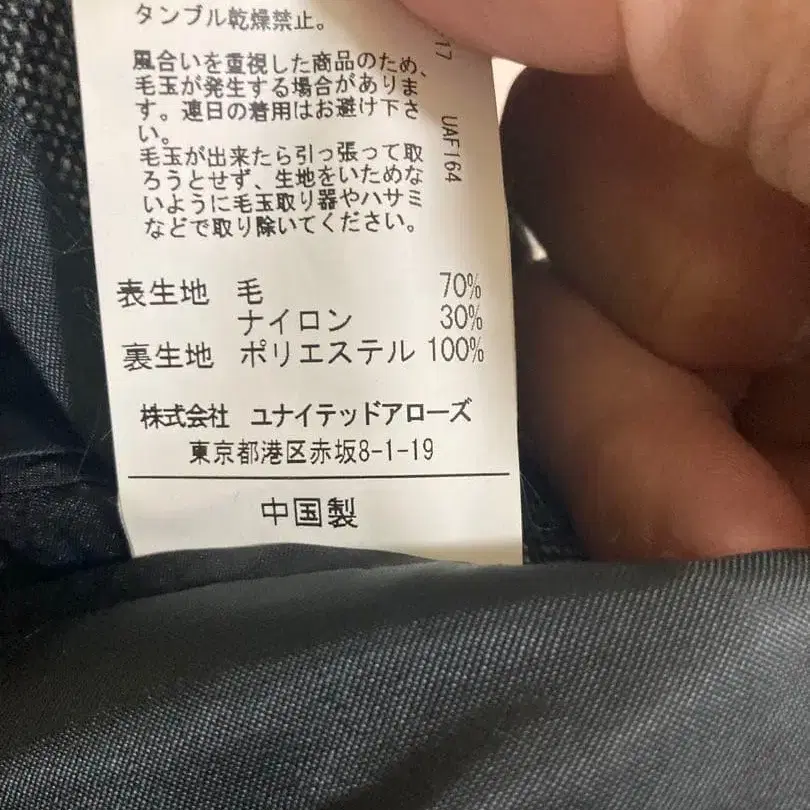 タンブル乾燥禁止。
風合いを重視した商品のため、
毛玉が発生する場合がありま
す。連日の着用はお避け下さ
い。
毛玉が出来たら引っ張って取
ろうとせず、生地をいためな
いように毛玉取り器やハサミ
などで取り除いてください。
表生地 毛 70%
ナイロン 30%
裏生地 ポリエステル 100%
株式会社 ユナイテッドアローズ
東京都港区赤坂8-1-19
中国製
UAF164